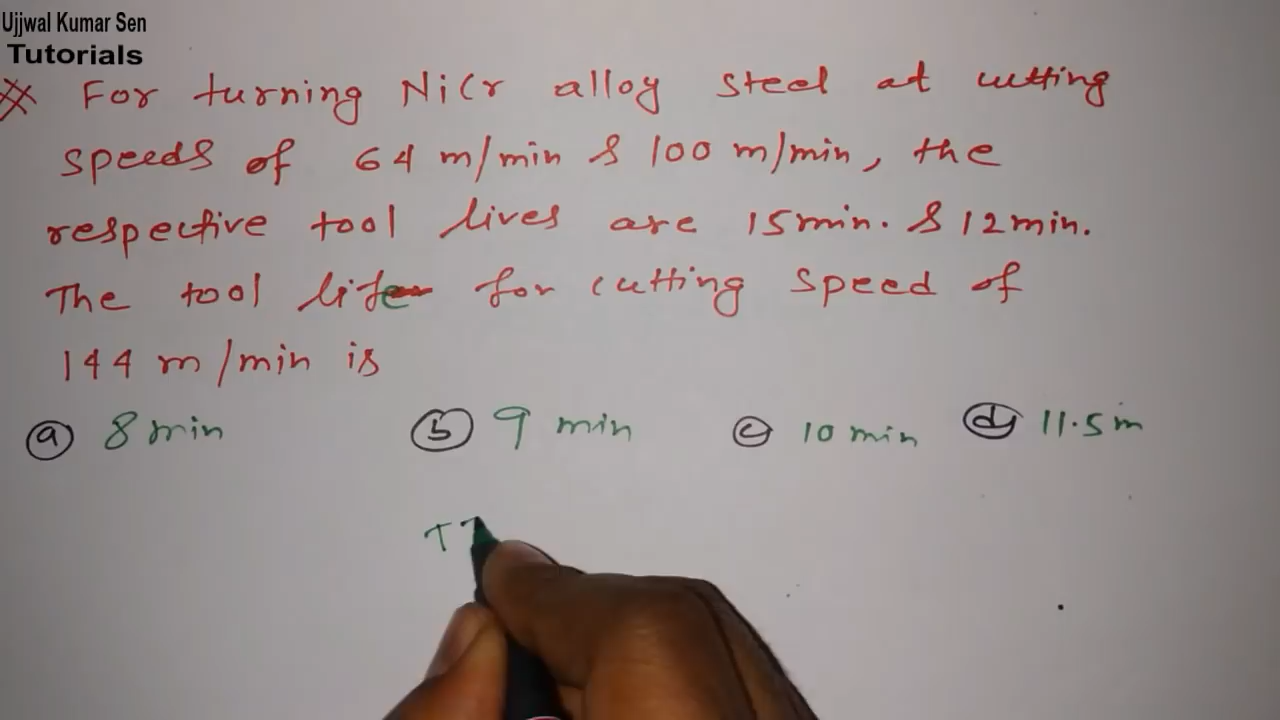 Ujjwal Kumar Sen
Tutorials
For turning NiCr alloy steel at cutting
speeds of 64 m/min & 100 m/min, the
respective tool lives are 15min. & 12min.
The tool life for cutting speed of
144 m/min is
a 8 min b 9 min c 10 min d 11.5 m